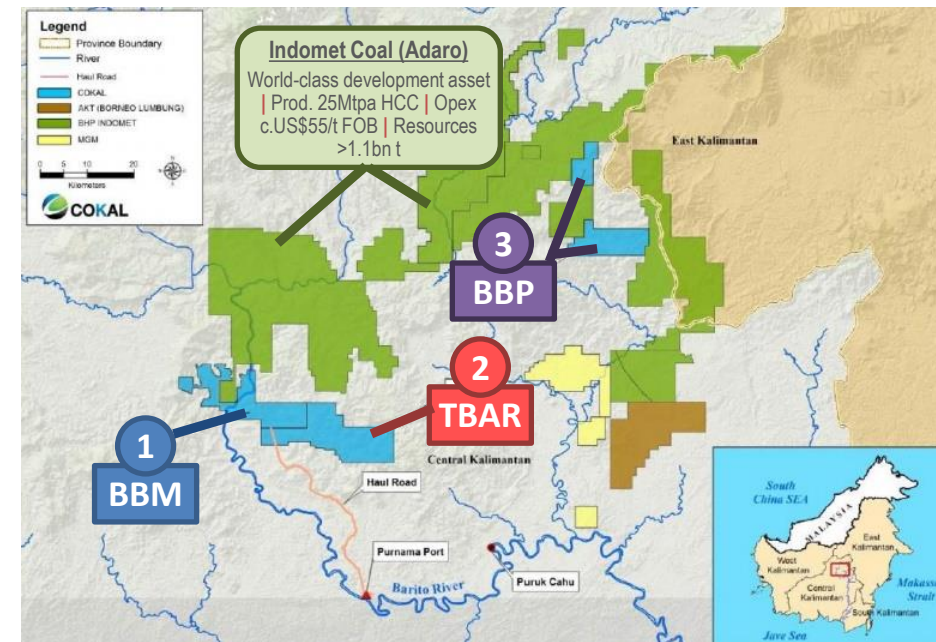 Legend
Province Boundary
River
Haul Road
COKAL
AKT (BORNEO LUMBUNG)
BHP INDOMET
MGM
0 5 10 20
Kilometers
COKAL
Indomet Coal (Adaro)
World-class development asset
| Prod. 25Mtpa HCC | Opex
c.US$55/t FOB | Resources
>1.1bn t
East Kalimantan
3
BBP
2
TBAR
1
BBM
Central Kalimantan
Haul Road
Purnama Port
Barito River
Puruk Cahu
South
China SEA
MALAYSIA
East
Kalimantan
West
Kalimantan
Central
Kalimantan
South Kalimantan
Makassar
Strait
Jave Sea